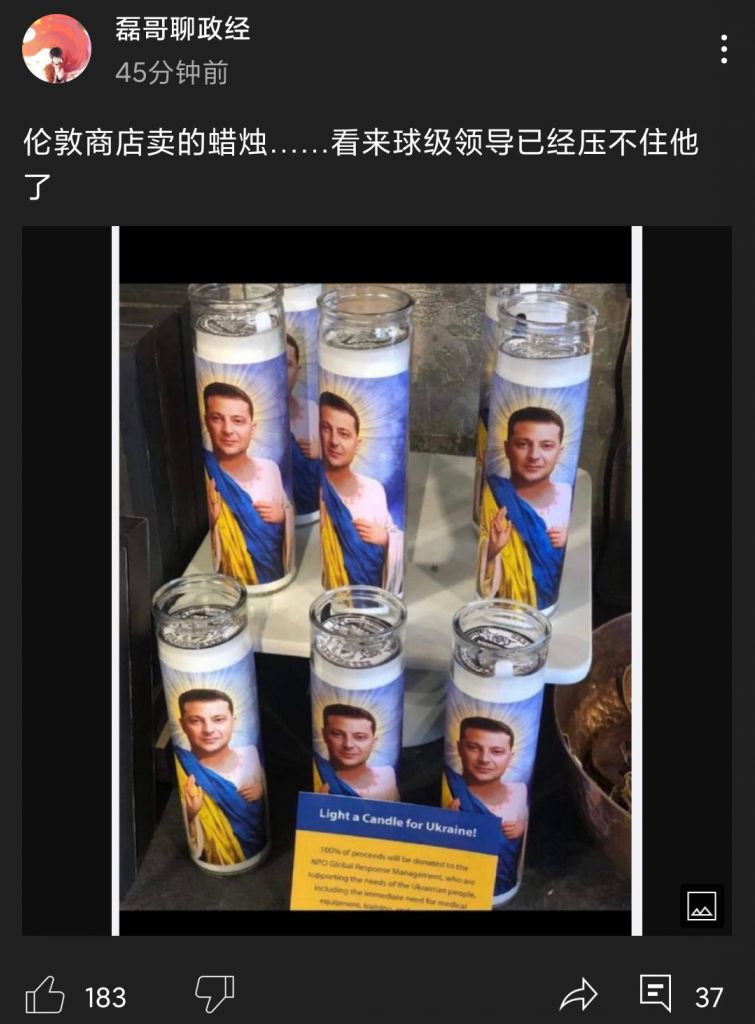 磊哥聊政经
45分钟前
伦敦商店卖的蜡烛……看来球级领导已经压不住他
了
Light a Candle for Ukraine!
100% of proceeds will be donated to the
NPO Global Response Management, who are
supporting the needs of the Ukrainian people,
including the immediate need for medical
equipment, training,
183
37